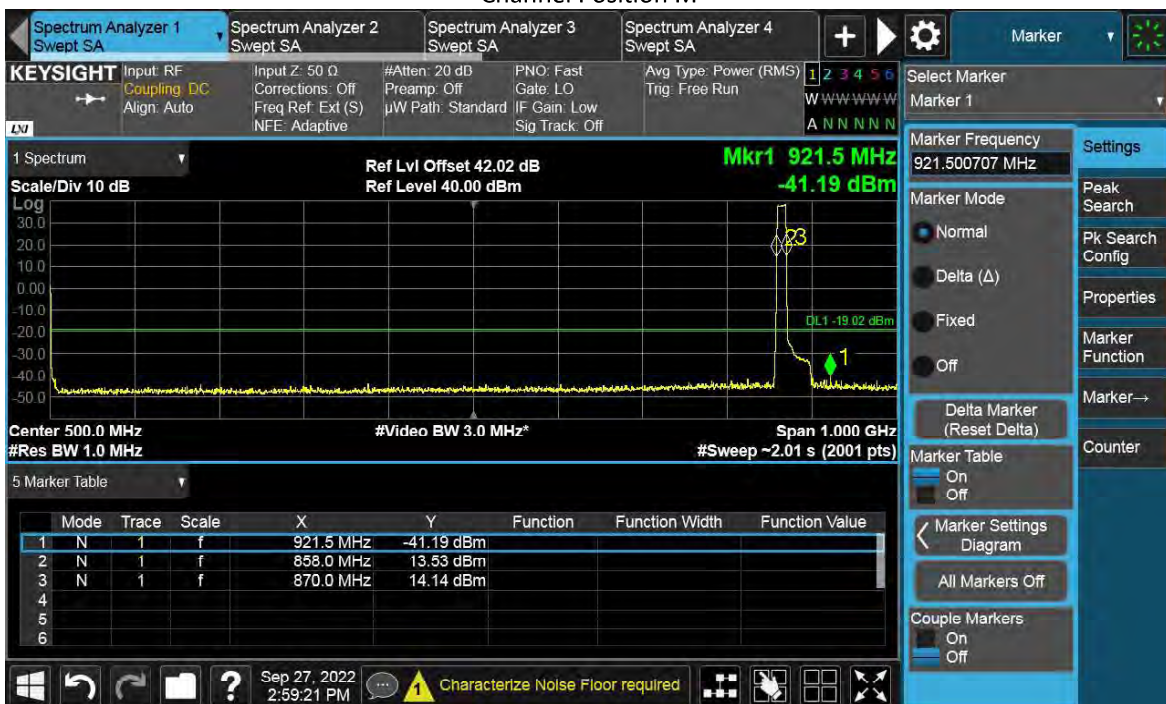 Channel Position M
Spectrum Analyzer 1
Swept SA
Spectrum Analyzer 2
Swept SA
Spectrum Analyzer 3
Swept SA
Spectrum Analyzer 4
Swept SA
+
Marker
KEYSIGHT
LXI
Input: RF
Coupling: DC
Align: Auto
Input Z: 50 Ω
Corrections: Off
Freq Ref: Ext (S)
NFE: Adaptive
#Atten: 20 dB
Preamp: Off
µW Path: Standard
PNO: Fast
Gate: LO
IF Gain: Low
Sig Track: Off
Avg Type: Power (RMS)
Trig: Free Run
1 2 3 4 5 6
W W W W W W
A N N N N N
Select Marker
Marker 1
1 Spectrum
Scale/Div 10 dB
Ref Lvl Offset 42.02 dB
Ref Level 40.00 dBm
Mkr1 921.5 MHz
-41.19 dBm
Log
30.0
20.0
10.0
0.00
-10.0
-20.0
-30.0
-40.0
-50.0
23
DL1 -19.02 dBm
1
Center 500.0 MHz
#Video BW 3.0 MHz*
Span 1.000 GHz
#Res BW 1.0 MHz
#Sweep ~2.01 s (2001 pts)
5 Marker Table
Mode Trace Scale X Y Function Function Width Function Value
1 N 1 f 921.5 MHz -41.19 dBm
2 N 1 f 858.0 MHz 13.53 dBm
3 N 1 f 870.0 MHz 14.14 dBm
4
5
6
Marker Frequency
921.500707 MHz
Marker Mode
Normal
Delta (Δ)
Fixed
Off
Delta Marker
(Reset Delta)
Marker Table
On
Off
Marker Settings
Diagram
All Markers Off
Couple Markers
On
Off
Settings
Peak
Search
Pk Search
Config
Properties
Marker
Function
Marker→
Counter
?
Sep 27, 2022
2:59:21 PM
1
Characterize Noise Floor required